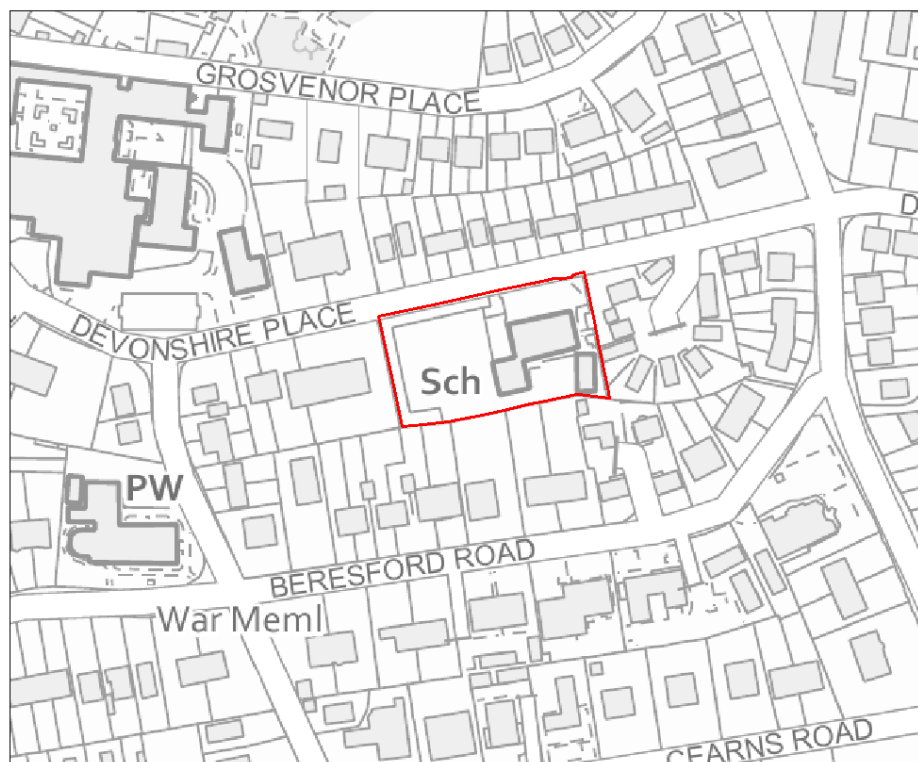 GROSVENOR PLACE
D
DEVONSHIRE PLACE
Sch
PW
BERESFORD ROAD
War Meml
CEARNS ROAD